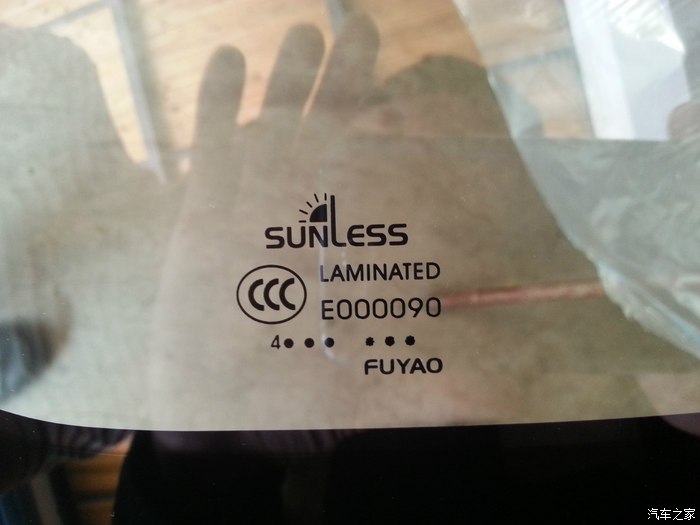 SUNLESS
CCC LAMINATED
E000090
4●●● ●●●
FUYAO
汽车之家